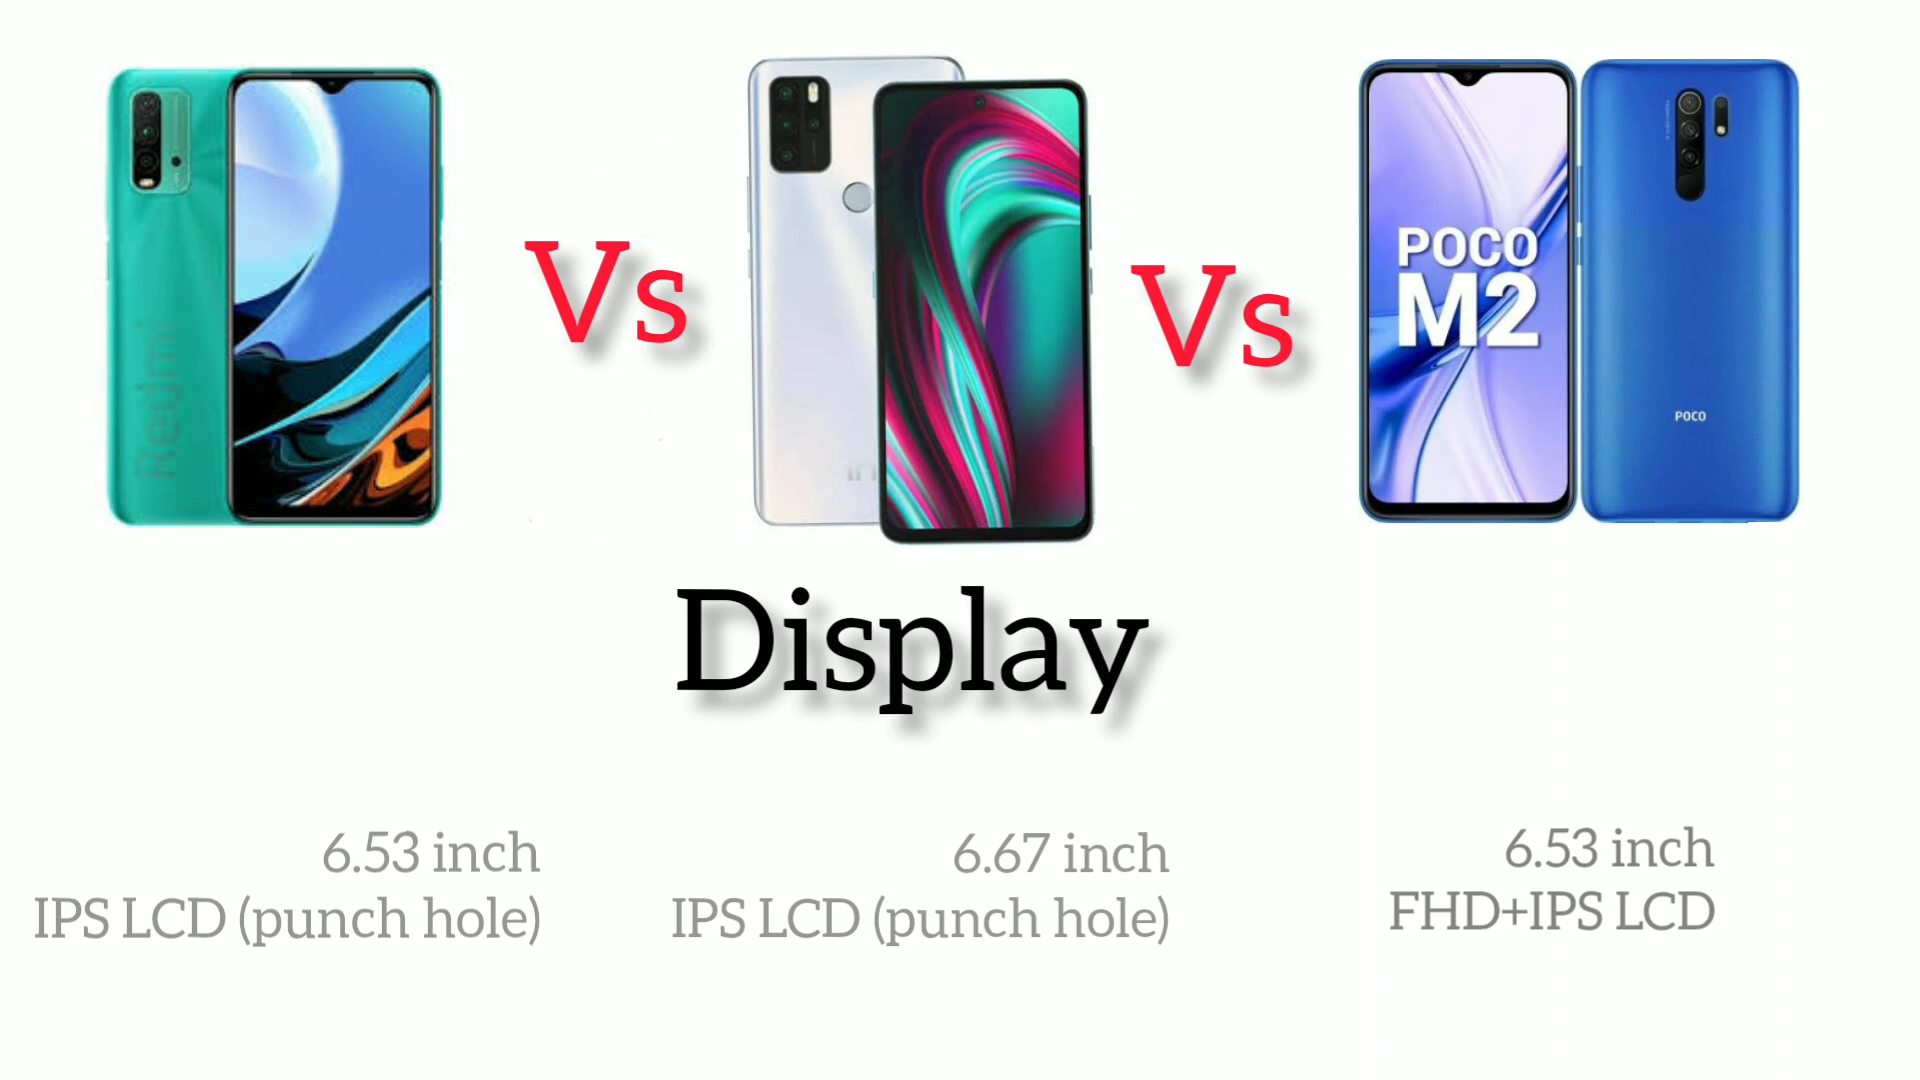 Redmi
Vs
Vs
POCO
M2
POCO
Display
6.53 inch
IPS LCD (punch hole)
6.67 inch
IPS LCD (punch hole)
6.53 inch
FHD+IPS LCD